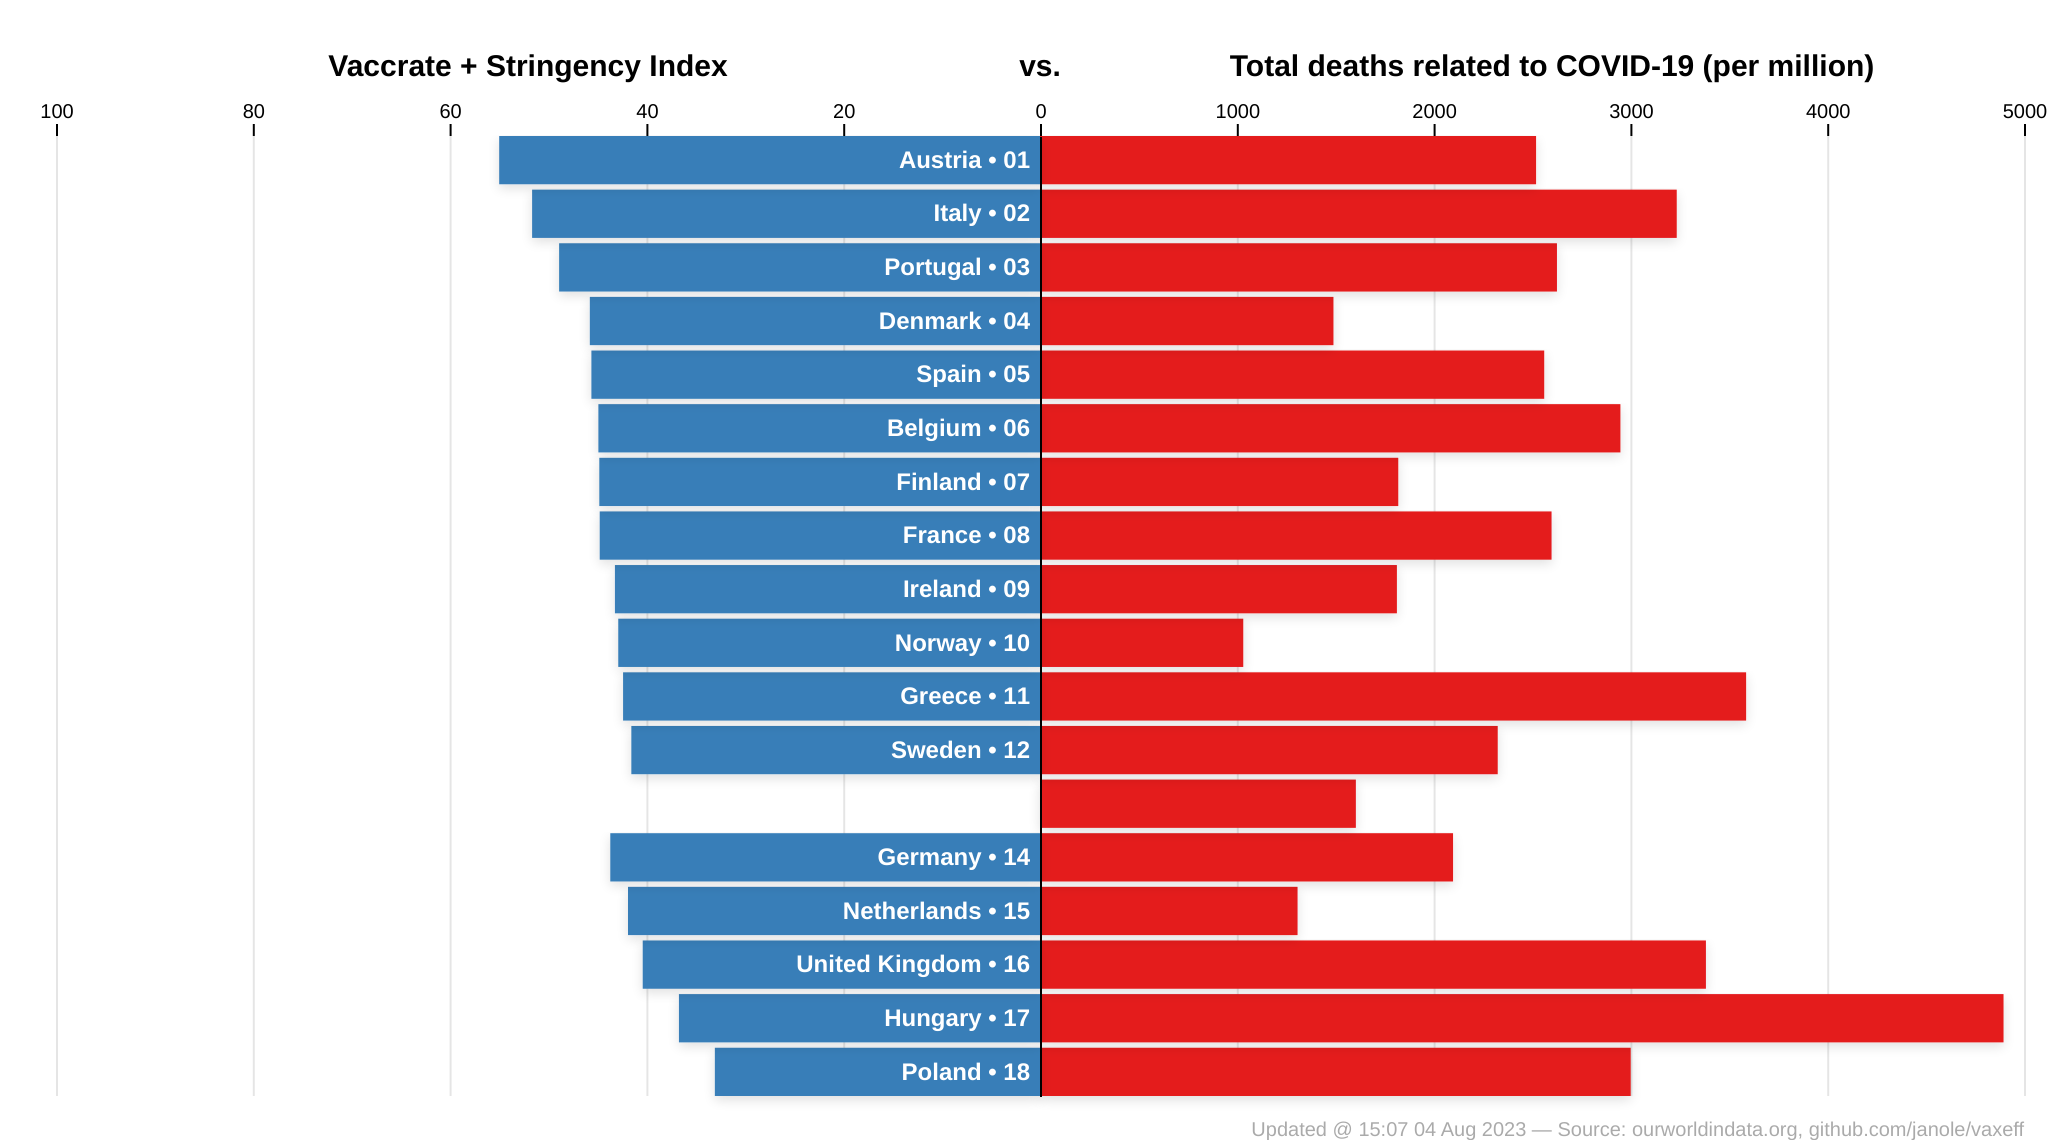 Vaccrate + Stringency Index vs. Total deaths related to COVID-19 (per million)
100 80 60 40 20 0 1000 2000 3000 4000 5000
Austria • 01
Italy • 02
Portugal • 03
Denmark • 04
Spain • 05
Belgium • 06
Finland • 07
France • 08
Ireland • 09
Norway • 10
Greece • 11
Sweden • 12
Germany • 14
Netherlands • 15
United Kingdom • 16
Hungary • 17
Poland • 18
Updated @ 15:07 04 Aug 2023 — Source: ourworldindata.org, github.com/janole/vaxeff